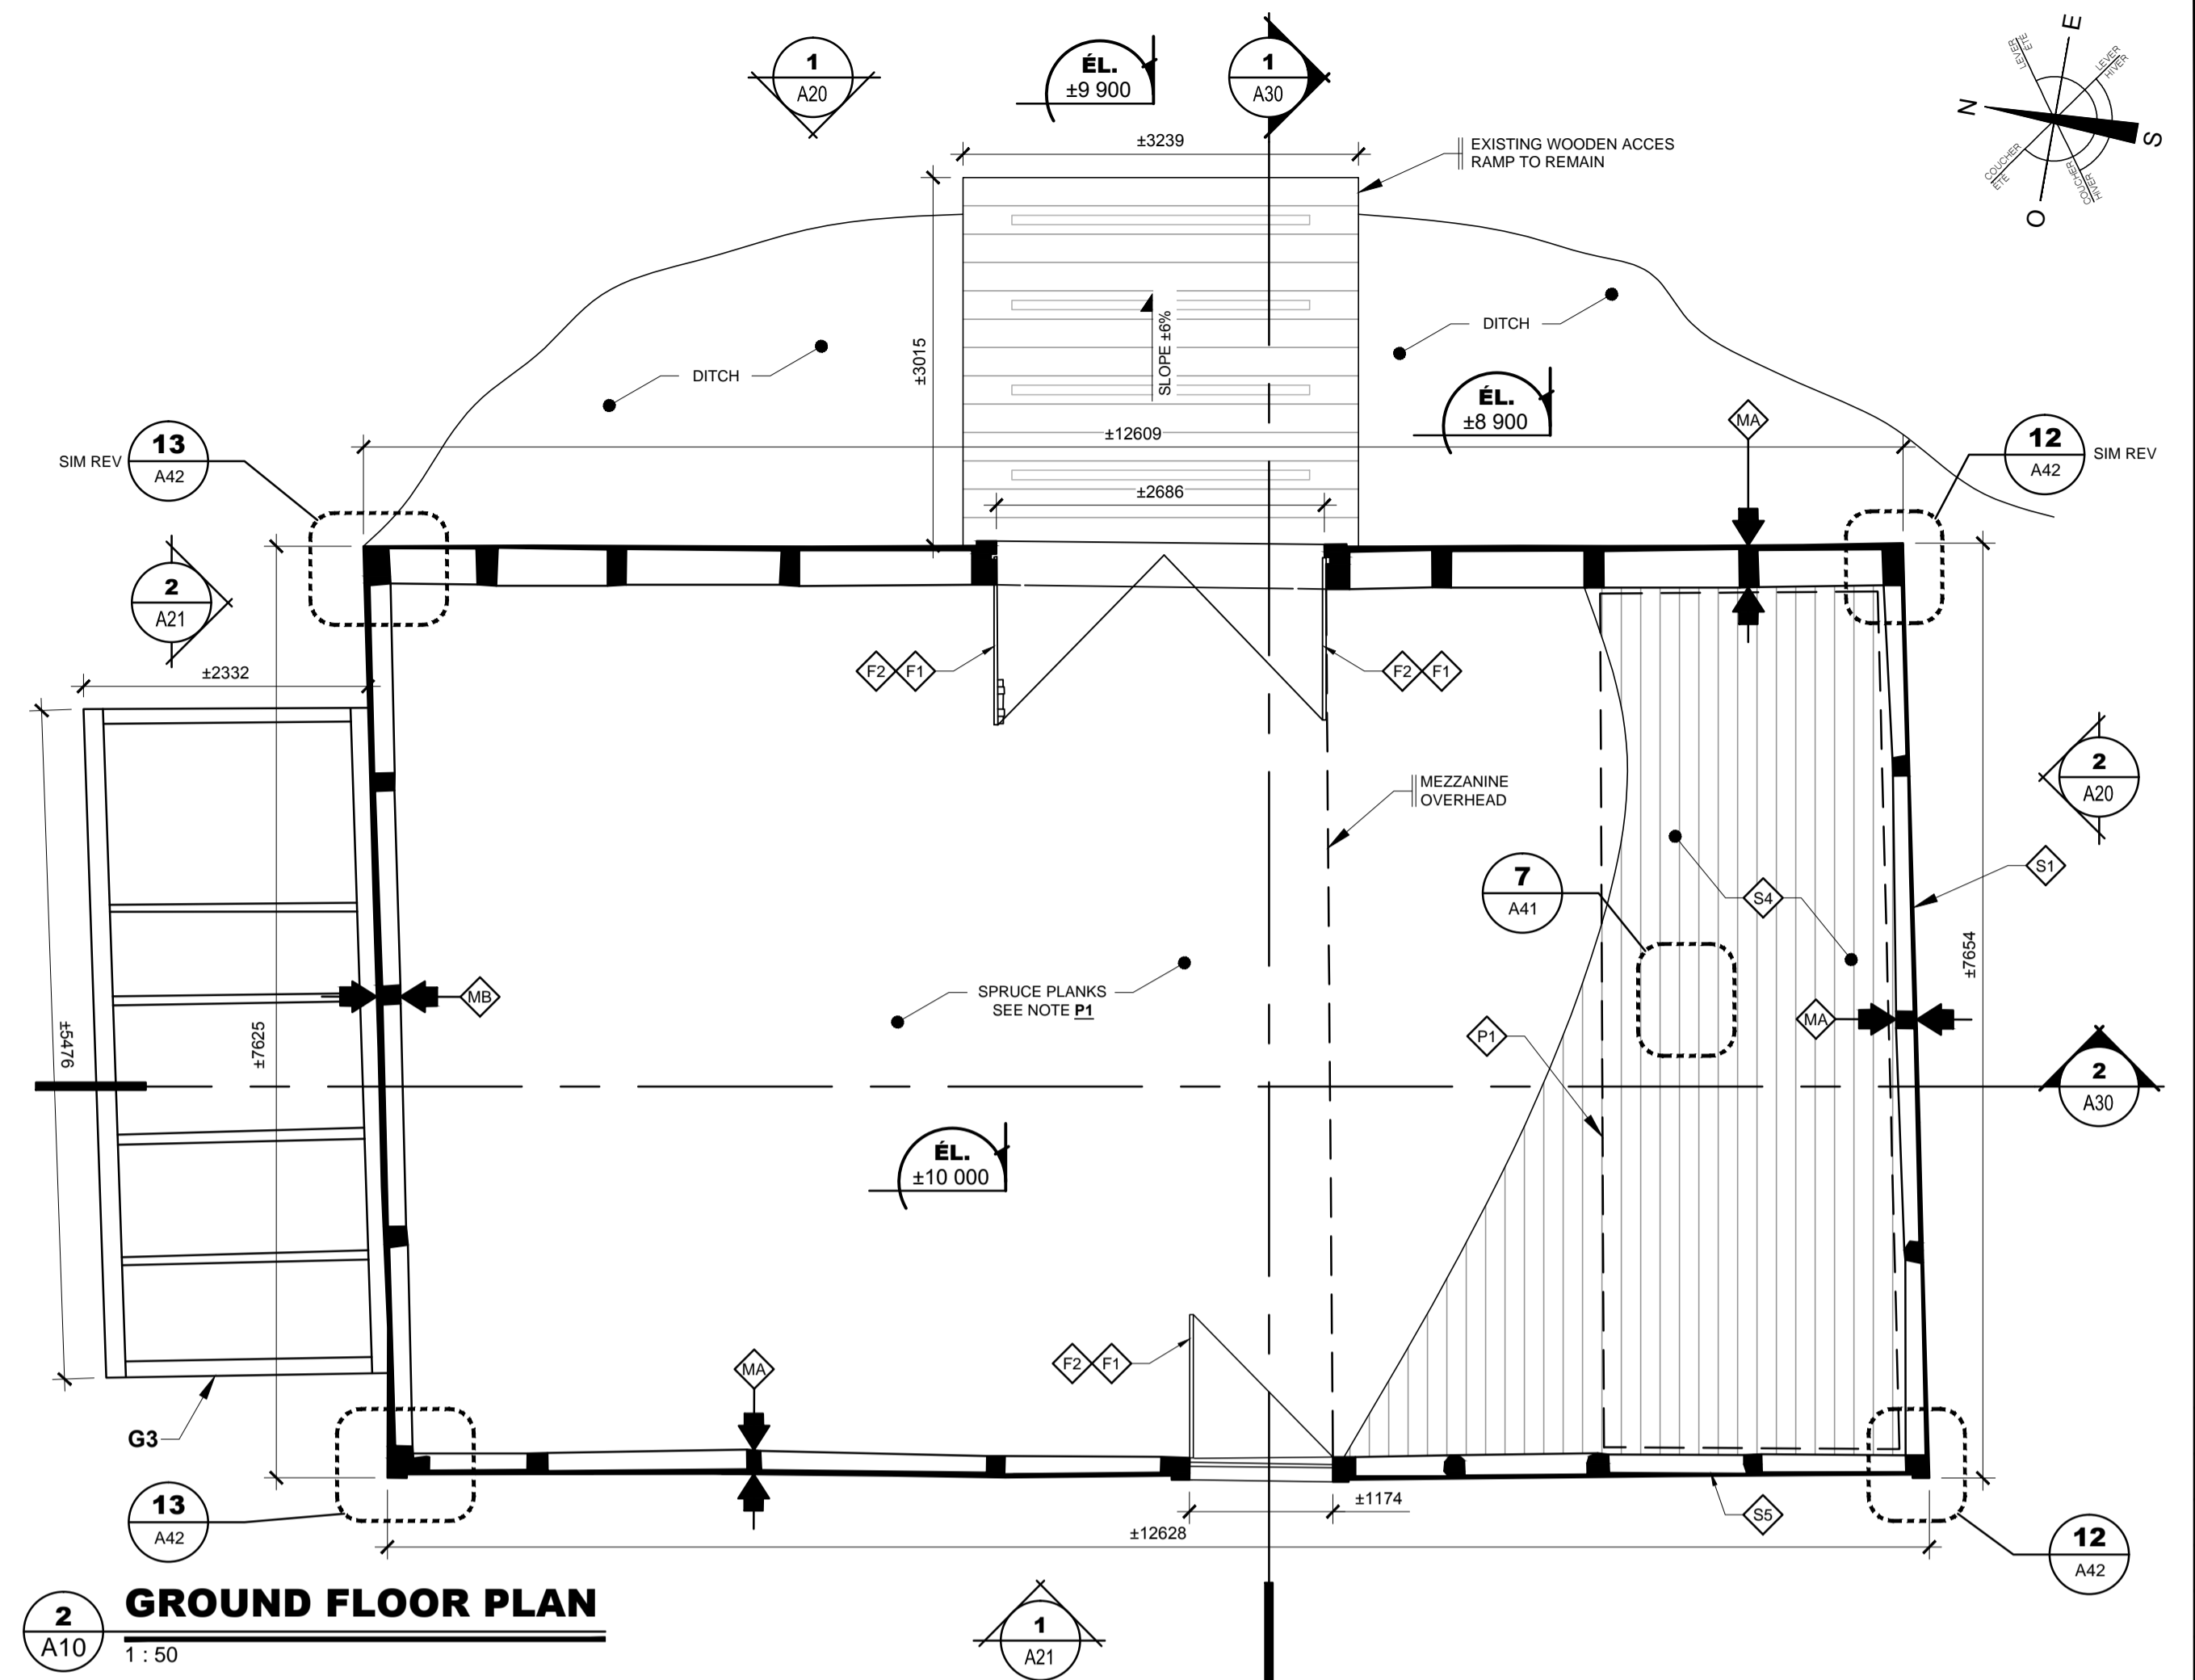 1
A20
ÉL.
±9 900
1
A30
E
LEVER
ÉTÉ
LEVER
HIVER
N
S
COUCHER
ÉTÉ
COUCHER
HIVER
O
±3239
EXISTING WOODEN ACCES
RAMP TO REMAIN
±3015
SLOPE ±6%
DITCH
DITCH
ÉL.
±8 900
±12609
MA
13
A42
SIM REV
12
A42
SIM REV
±2686
2
A21
±2332
F2
F1
F2
F1
2
A20
MEZZANINE
OVERHEAD
S1
7
A41
S4
±7654
SPRUCE PLANKS
SEE NOTE P1
MB
MA
P1
±5476
±7625
2
A30
ÉL.
±10 000
MA
F2
F1
G3
13
A42
±1174
S5
±12628
12
A42
2
A10
GROUND FLOOR PLAN
1 : 50
1
A21